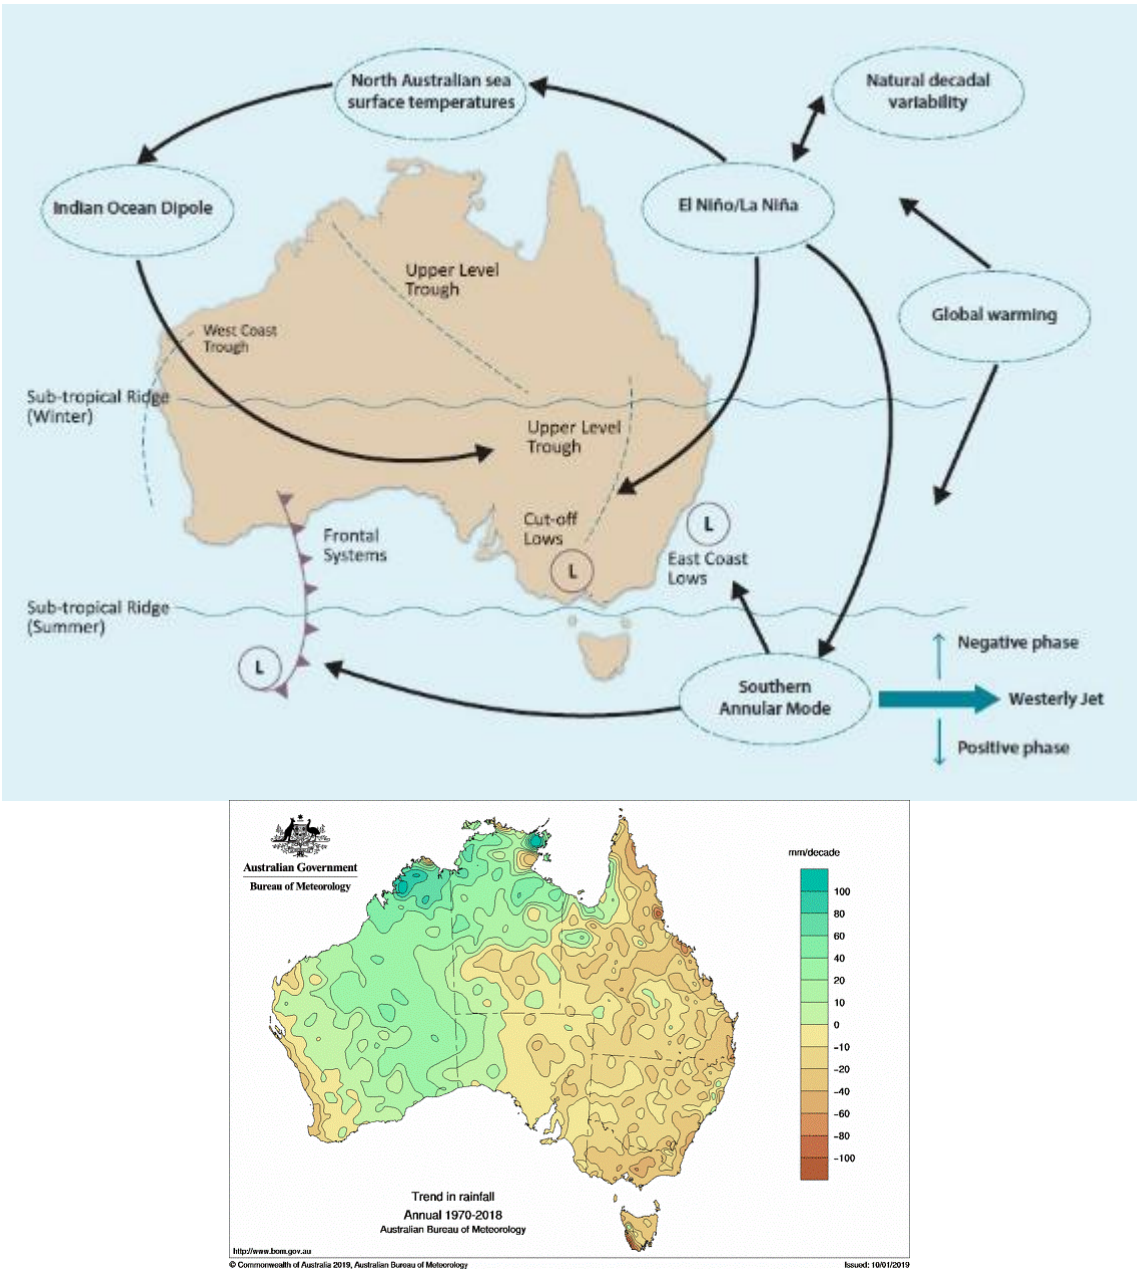 North Australian sea
surface temperatures
Natural decadal
variability
Indian Ocean Dipole
El Niño/La Niña
Upper Level
Trough
Global warming
West Coast
Trough
Sub-tropical Ridge
(Winter)
Upper Level
Trough
Cut-off
Lows
L
L
East Coast
Lows
Frontal
Systems
Sub-tropical Ridge
(Summer)
L
Southern
Annular Mode
Negative phase
Westerly Jet
Positive phase
Australian Government
Bureau of Meteorology
mm/decade
100
80
60
40
20
10
0
-10
-20
-40
-60
-80
-100
Trend in rainfall
Annual 1970-2018
Australian Bureau of Meteorology
http://www.bom.gov.au
© Commonwealth of Australia 2019, Australian Bureau of Meteorology
Issued: 10/01/2019